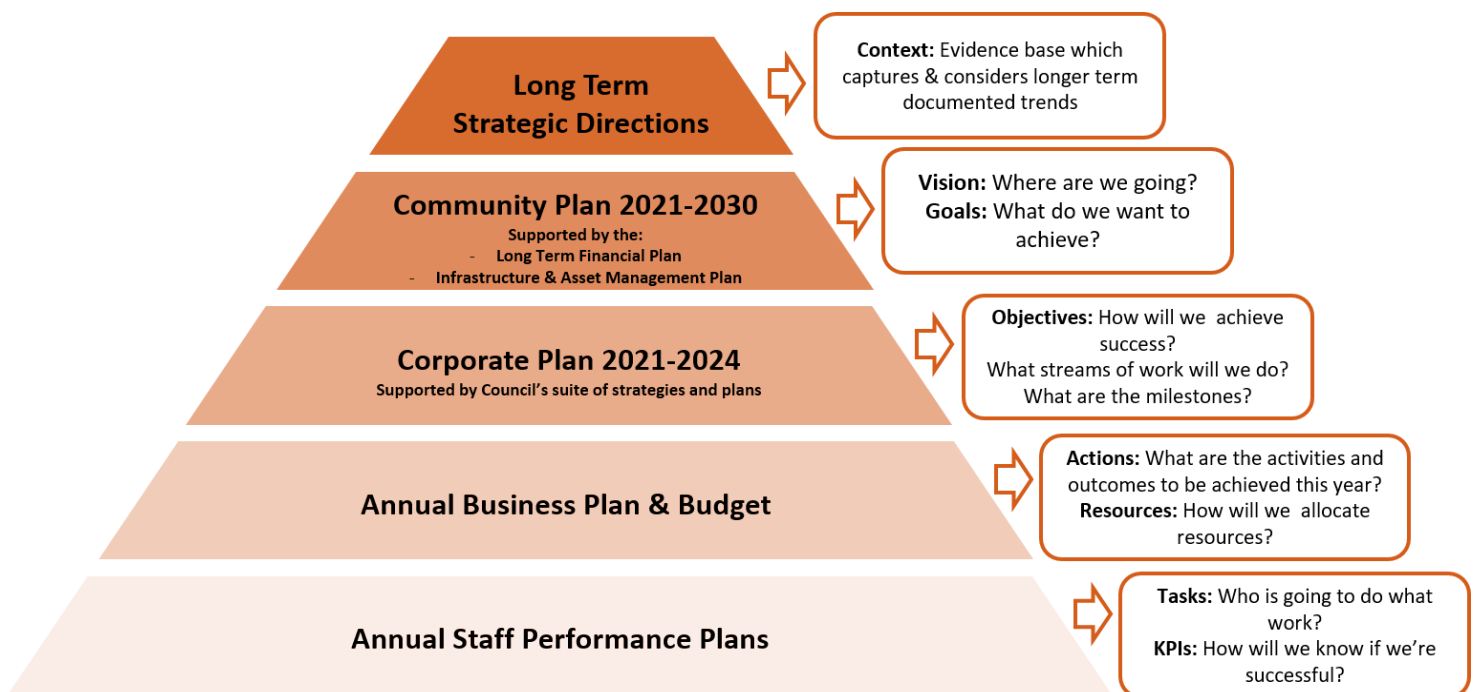 Long Term
Strategic Directions
Context: Evidence base which
captures & considers longer term
documented trends
Community Plan 2021-2030
Supported by the:
- Long Term Financial Plan
- Infrastructure & Asset Management Plan
Vision: Where are we going?
Goals: What do we want to
achieve?
Corporate Plan 2021-2024
Supported by Council's suite of strategies and plans
Objectives: How will we achieve
success?
What streams of work will we do?
What are the milestones?
Annual Business Plan & Budget
Actions: What are the activities and
outcomes to be achieved this year?
Resources: How will we allocate
resources?
Annual Staff Performance Plans
Tasks: Who is going to do what
work?
KPIs: How will we know if we're
successful?